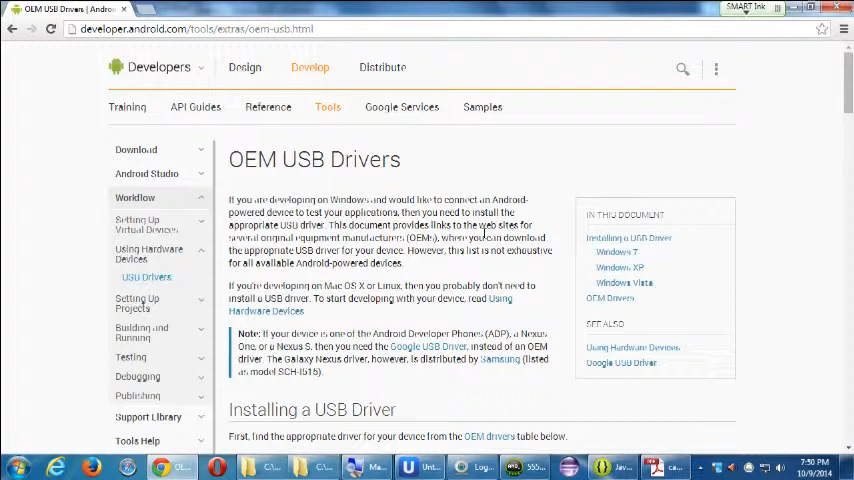 OEM USB Drivers | Androi
SMART Ink
developer.android.com/tools/extras/oem-usb.html
Developers
Design
Develop
Distribute
Training
API Guides
Reference
Tools
Google Services
Samples
Download
Android Studio
Workflow
Setting Up
Virtual Devices
Using Hardware
Devices
USB Drivers
Setting Up
Projects
Building and
Running
Testing
Debugging
Publishing
Support Library
Tools Help
OEM USB Drivers
If you are developing on Windows and would like to connect an Android-
powered device to test your applications, then you need to install the
appropriate USB driver. This document provides links to the web sites for
several original equipment manufacturers (OEMs), where you can download
the appropriate USB driver for your device. However, this list is not exhaustive
for all available Android-powered devices.
If you're developing on Mac OS X or Linux, then you probably don't need to
install a USB driver. To start developing with your device, read Using
Hardware Devices
Note: If your device is one of the Android Developer Phones (ADP), a Nexus
One, or a Nexus S, then you need the Google USB Driver, instead of an OEM
driver. The Galaxy Nexus driver, however, is distributed by Samsung (listed
as model SCH-I515).
Installing a USB Driver
First, find the appropriate driver for your device from the OEM drivers table below.
IN THIS DOCUMENT
Installing a USB Driver
Windows 7
Windows XP
Windows Vista
OEM Drivers
SEE ALSO
Using Hardware Devices
Google USB Driver
OE...
C:\...
C:\...
Ma...
Unt...
Log...
555...
Jav...
ca...
7:50 PM
10/9/2014